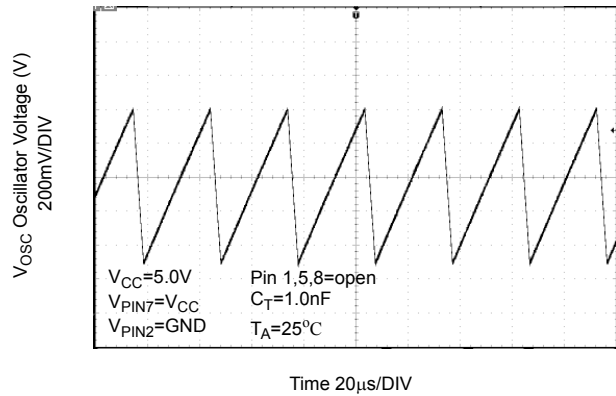 VOSC Oscillator Voltage (V)
200mV/DIV
VCC=5.0V
VPIN7=VCC
VPIN2=GND
Pin 1,5,8=open
CT=1.0nF
TA=25°C
Time 20μs/DIV